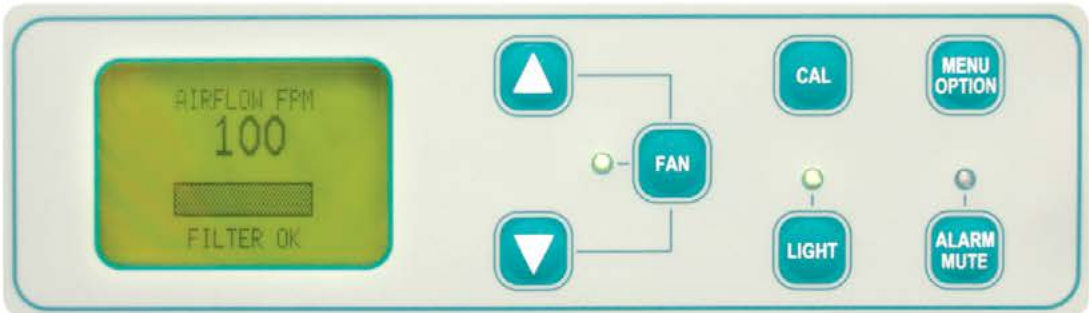 AIRFLOW FPM
100
FILTER OK
FAN
CAL
MENU
OPTION
LIGHT
ALARM
MUTE